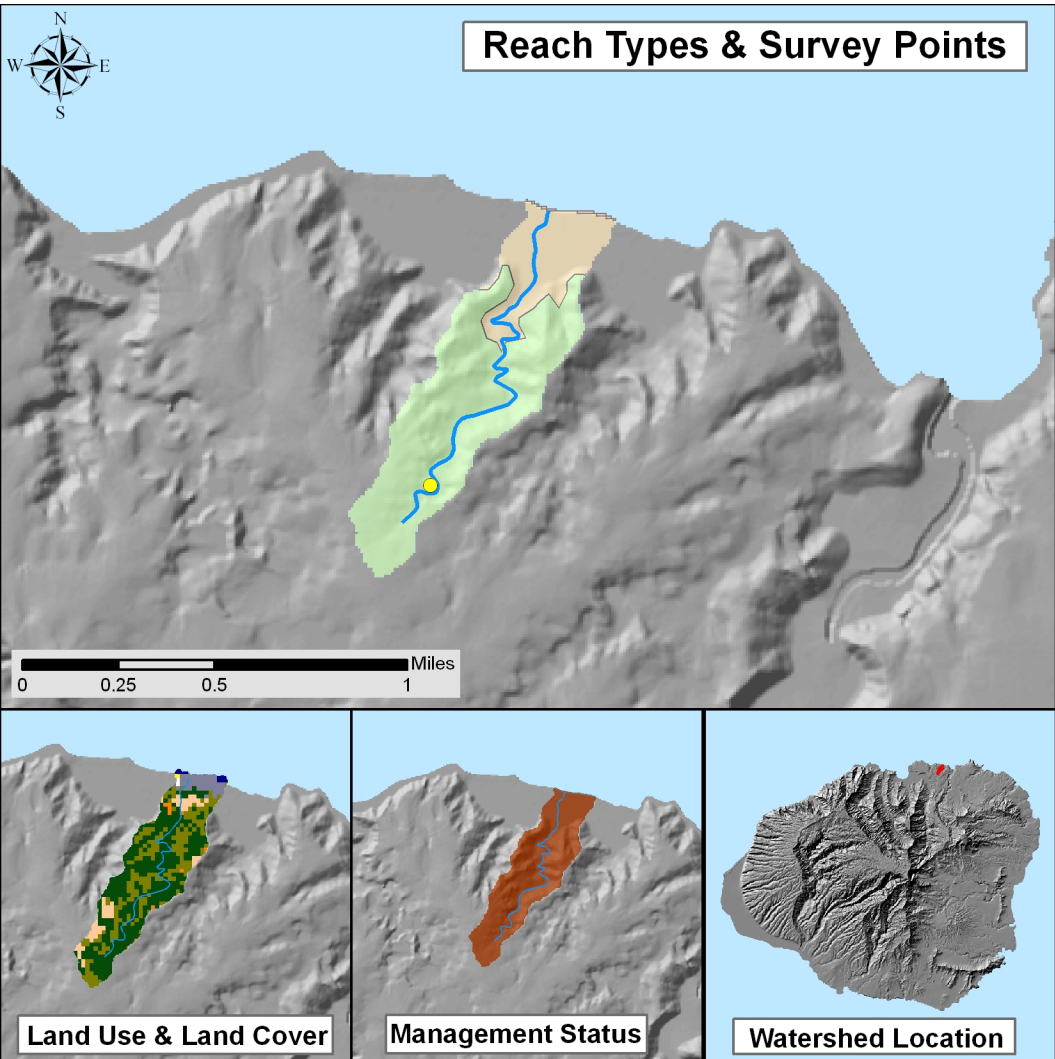 N
W E
S
Reach Types & Survey Points
Miles
0 0.25 0.5 1
Land Use & Land Cover
Management Status
Watershed Location